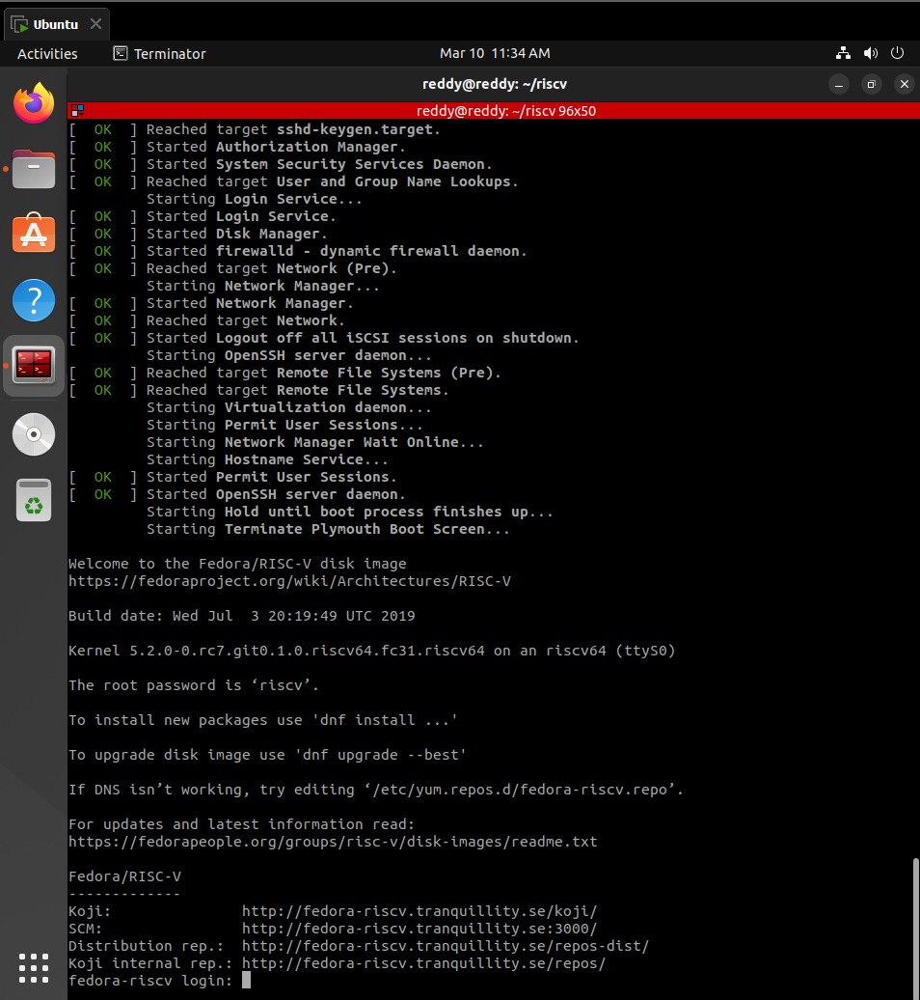 Ubuntu
Activities Terminator Mar 10 11:34 AM
reddy@reddy: ~/riscv
reddy@reddy: ~/riscv 96x50
[  OK  ] Reached target sshd-keygen.target.
[  OK  ] Started Authorization Manager.
[  OK  ] Started System Security Services Daemon.
[  OK  ] Reached target User and Group Name Lookups.
         Starting Login Service...
[  OK  ] Started Login Service.
[  OK  ] Started Disk Manager.
[  OK  ] Started firewalld - dynamic firewall daemon.
[  OK  ] Reached target Network (Pre).
         Starting Network Manager...
[  OK  ] Started Network Manager.
[  OK  ] Reached target Network.
[  OK  ] Started Logout off all iSCSI sessions on shutdown.
         Starting OpenSSH server daemon...
[  OK  ] Reached target Remote File Systems (Pre).
[  OK  ] Reached target Remote File Systems.
         Starting Virtualization daemon...
         Starting Permit User Sessions...
         Starting Network Manager Wait Online...
         Starting Hostname Service...
[  OK  ] Started Permit User Sessions.
[  OK  ] Started OpenSSH server daemon.
         Starting Hold until boot process finishes up...
         Starting Terminate Plymouth Boot Screen...
Welcome to the Fedora/RISC-V disk image
https://fedoraproject.org/wiki/Architectures/RISC-V
Build date: Wed Jul  3 20:19:49 UTC 2019
Kernel 5.2.0-0.rc7.git0.1.0.riscv64.fc31.riscv64 on an riscv64 (ttyS0)
The root password is ‘riscv’.
To install new packages use 'dnf install ...'
To upgrade disk image use 'dnf upgrade --best'
If DNS isn’t working, try editing ‘/etc/yum.repos.d/fedora-riscv.repo’.
For updates and latest information read:
https://fedorapeople.org/groups/risc-v/disk-images/readme.txt
Fedora/RISC-V
-------------
Koji:               http://fedora-riscv.tranquillity.se/koji/
SCM:                http://fedora-riscv.tranquillity.se:3000/
Distribution rep.:  http://fedora-riscv.tranquillity.se/repos-dist/
Koji internal rep.: http://fedora-riscv.tranquillity.se/repos/
fedora-riscv login: